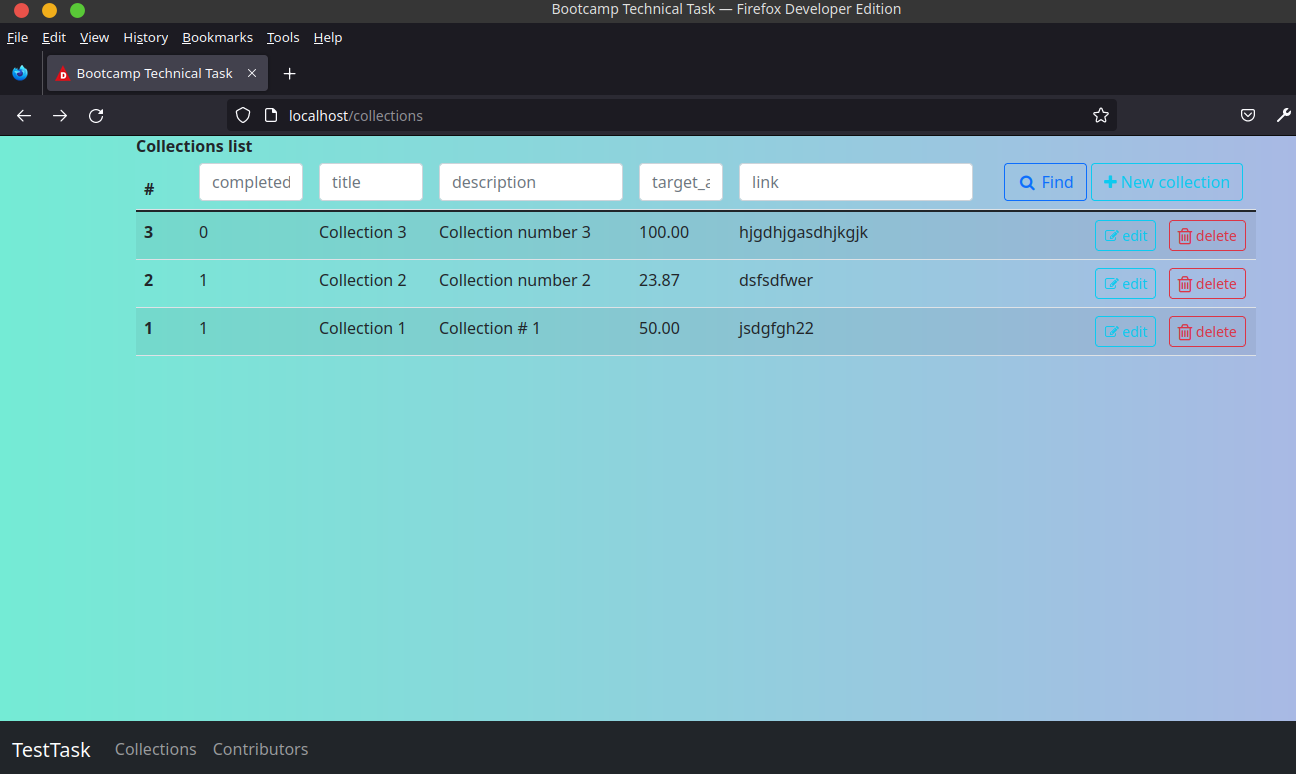 Bootcamp Technical Task — Firefox Developer Edition
File Edit View History Bookmarks Tools Help
Bootcamp Technical Task
localhost/collections
Collections list
# completed title description target_a link Find New collection
3 0 Collection 3 Collection number 3 100.00 hjgdhjgasdhjkgjk edit delete
2 1 Collection 2 Collection number 2 23.87 dsfsdfwer edit delete
1 1 Collection 1 Collection # 1 50.00 jsdgfgh22 edit delete
TestTask Collections Contributors